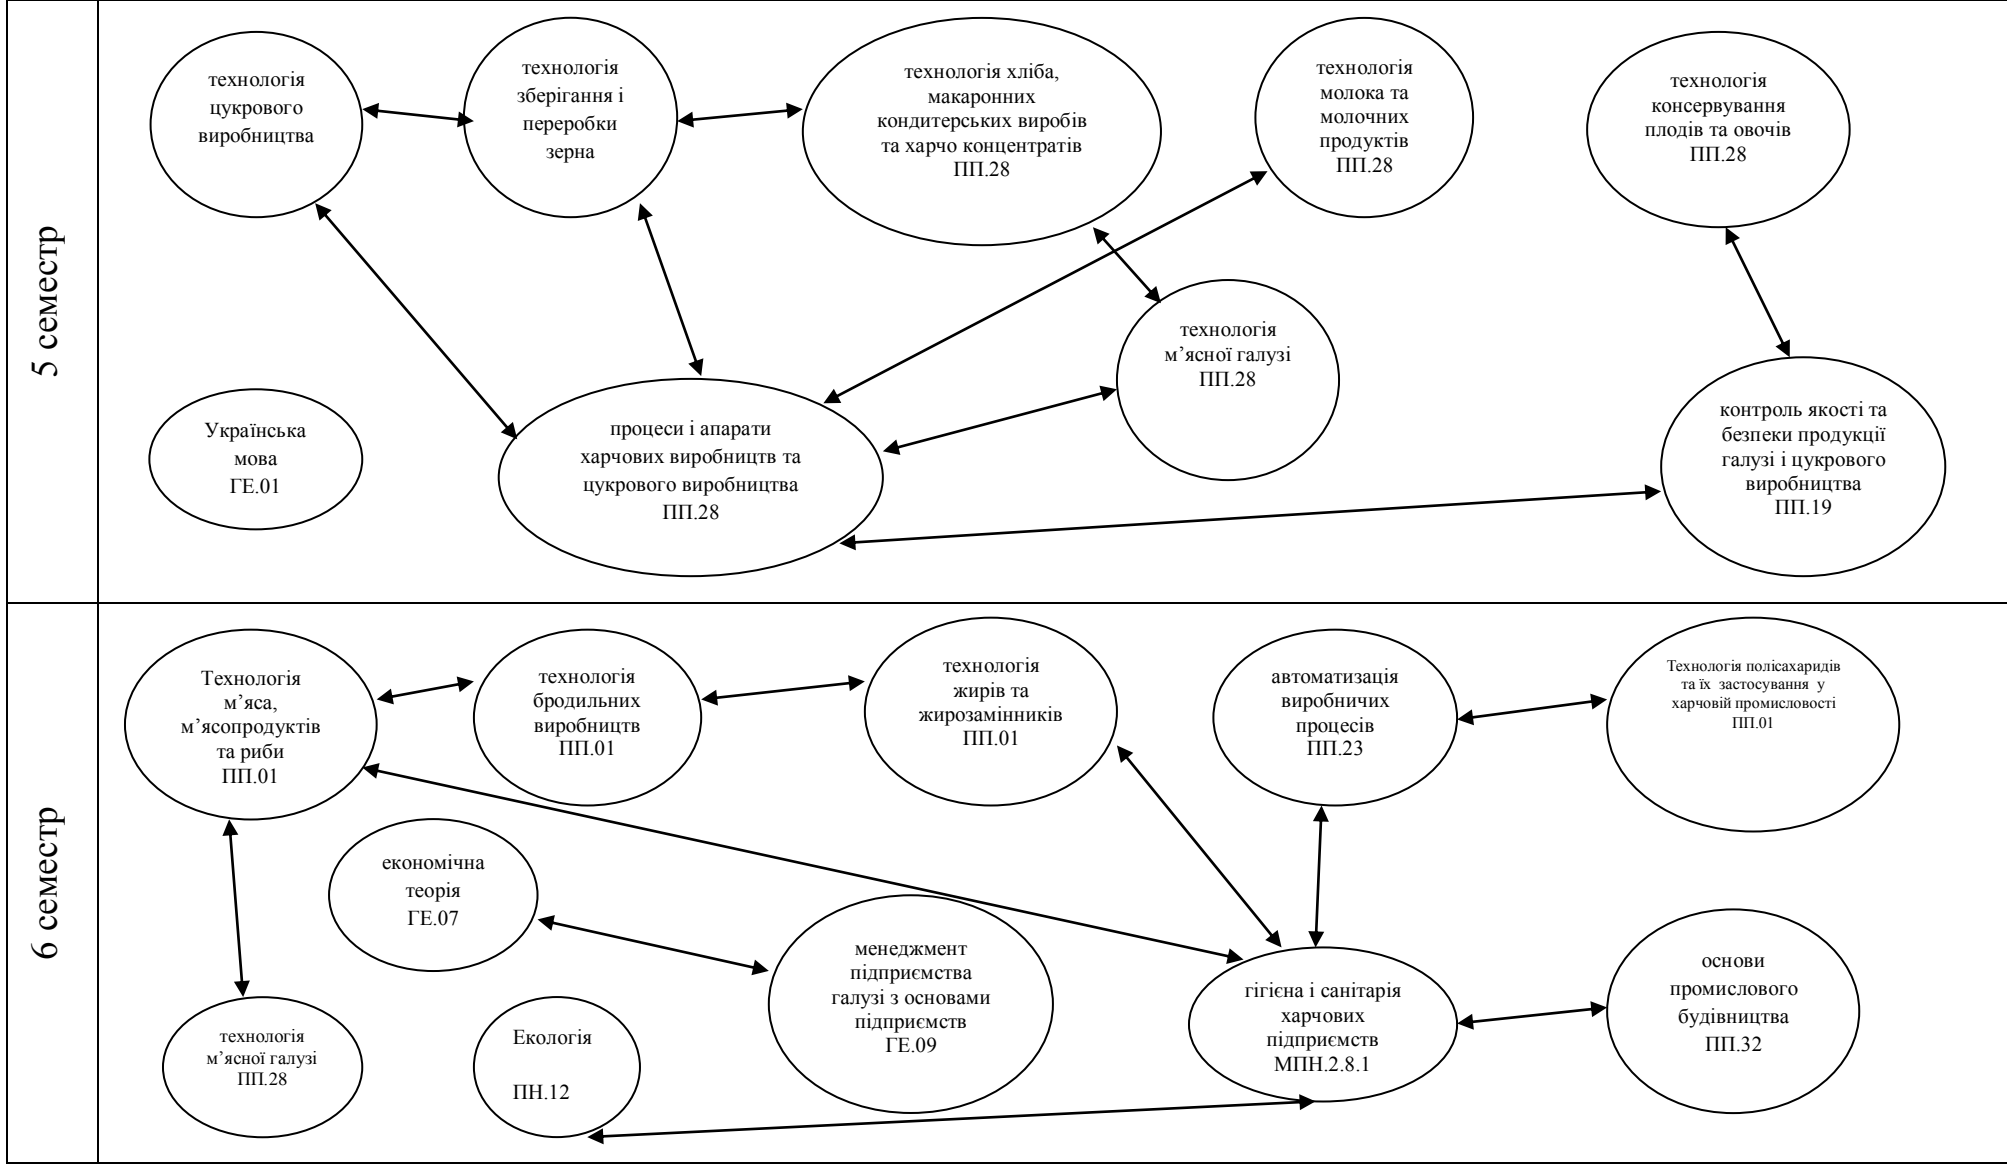 5 семестр
технологія
цукрового
виробництва
технологія
зберігання і
переробки
зерна
технологія хліба,
макаронних
кондитерських виробів
та харчо концентратів
ПП.28
технологія
молока та
молочних
продуктів
ПП.28
технологія
консервування
плодів та овочів
ПП.28
технологія
м’ясної галузі
ПП.28
Українська
мова
ГЕ.01
процеси і апарати
харчових виробництв та
цукрового виробництва
ПП.28
контроль якості та
безпеки продукції
галузі і цукрового
виробництва
ПП.19
6 семестр
Технологія
м’яса,
м’ясопродуктів
та риби
ПП.01
технологія
бродильних
виробництв
ПП.01
технологія
жирів та
жирозамінників
ПП.01
автоматизація
виробничих
процесів
ПП.23
Технологія полісахаридів
та їх застосування у
харчовій промисловості
ПП.01
економічна
теорія
ГЕ.07
менеджмент
підприємства
галузі з основами
підприємств
ГЕ.09
гігієна і санітарія
харчових
підприємств
МПН.2.8.1
основи
промислового
будівництва
ПП.32
технологія
м’ясної галузі
ПП.28
Екологія
ПН.12